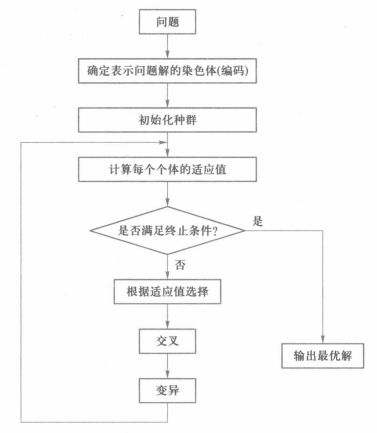 问题
确定表示问题解的染色体(编码)
初始化种群
计算每个个体的适应值
是否满足终止条件?
是
否
根据适应值选择
交叉
输出最优解
变异